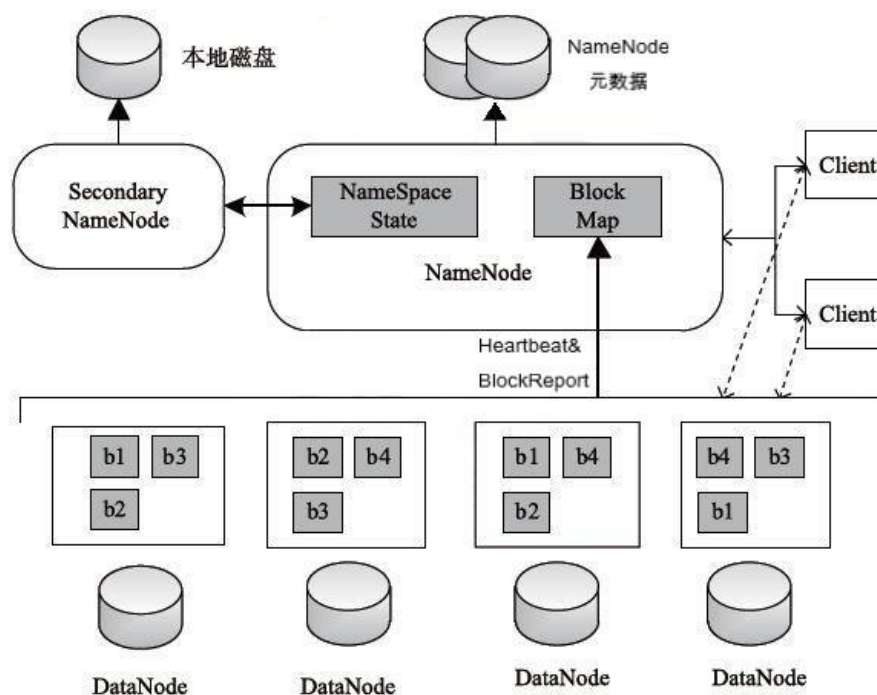 本地磁盘
NameNode
元数据
Secondary
NameNode
NameSpace
State
Block
Map
NameNode
Client
Client
Heartbeat&
BlockReport
b1 b3
b2
b2 b4
b3
b1 b4
b2
b4 b3
b1
DataNode
DataNode
DataNode
DataNode